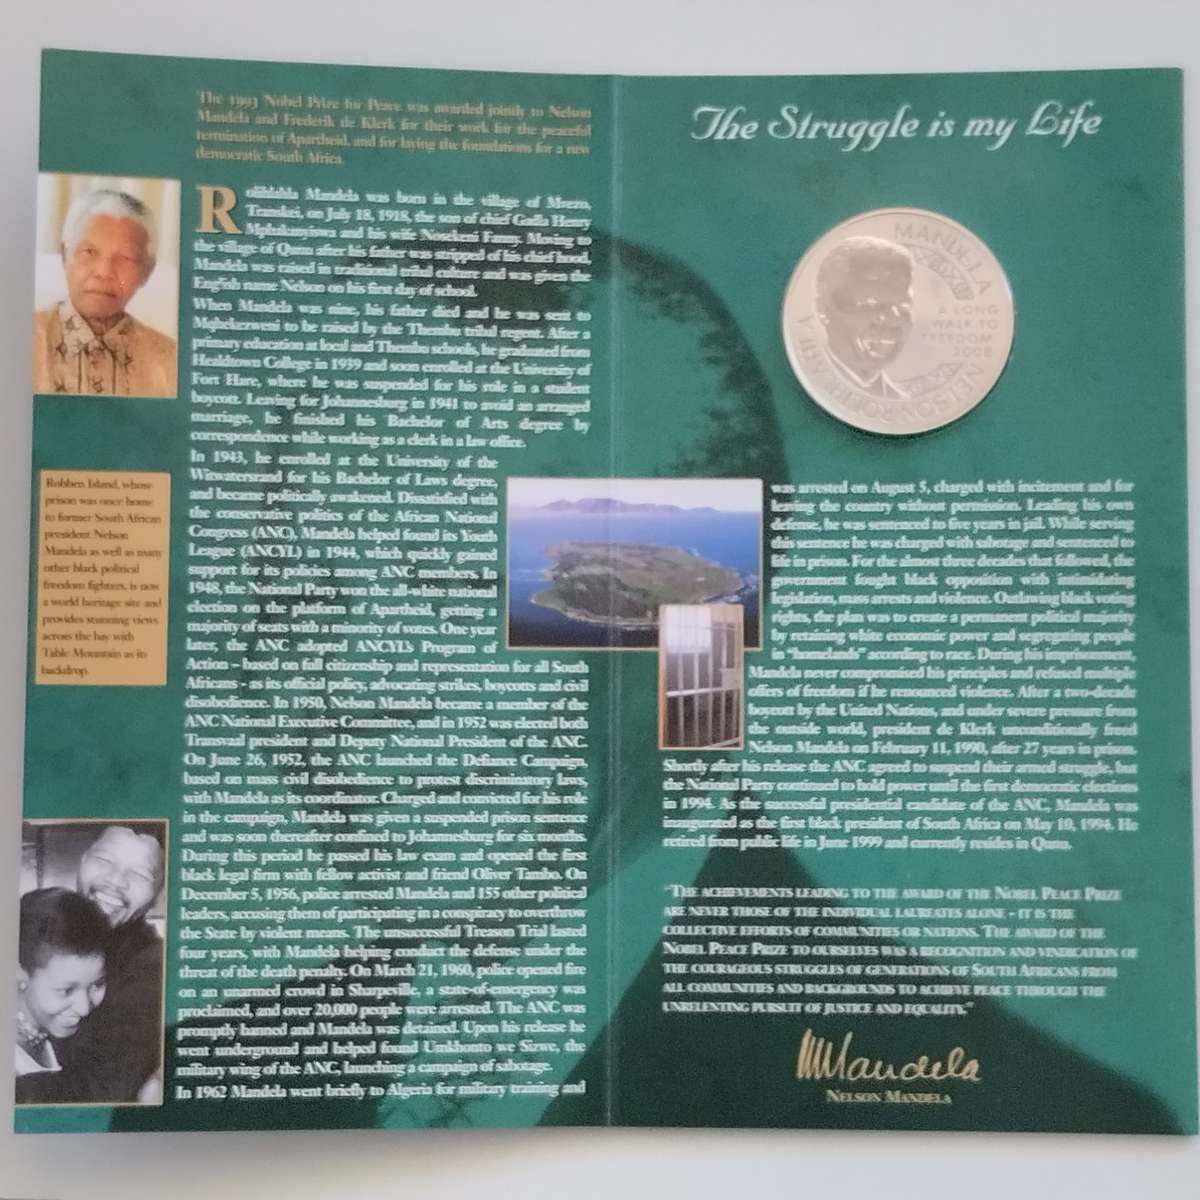 The 1993 Nobel Prize for Peace was awarded jointly to Nelson
Mandela and Frederik de Klerk for their work for the peaceful
termination of Apartheid, and for laying the foundations for a new
democratic South Africa.
Rolihlahla Mandela was born in the village of Mvezo,
Transkei, on July 18, 1918, the son of chief Gadla Henry
Mphakanyiswa and his wife Nosekeni Fanny. Moving to
the village of Qunu after his father was stripped of his chief hood,
Mandela was raised in traditional tribal culture and was given the
English name Nelson on his first day of school.
When Mandela was nine, his father died and he was sent to
Mqhekezweni to be raised by the Thembu tribal regent. After a
primary education at local and Thembu schools, he graduated from
Healdtown College in 1939 and soon enrolled at the University of
Fort Hare, where he was suspended for his role in a student
boycott. Leaving for Johannesburg in 1941 to avoid an arranged
marriage, he finished his Bachelor of Arts degree by
correspondence while working as a clerk in a law office.
In 1943, he enrolled at the University of the
Witwatersrand for his Bachelor of Laws degree,
and became politically awakened. Dissatisfied with
the conservative politics of the African National
Congress (ANC), Mandela helped found its Youth
League (ANCYL) in 1944, which quickly gained
support for its policies among ANC members. In
1948, the National Party won the all-white national
election on the platform of Apartheid, getting a
majority of seats with a minority of votes. One year
later, the ANC adopted ANCYL's Program of
Action – based on full citizenship and representation for all South
Africans - as its official policy, advocating strikes, boycotts and civil
disobedience. In 1950, Nelson Mandela became a member of the
ANC National Executive Committee, and in 1952 was elected both
Transvaal president and Deputy National President of the ANC.
On June 26, 1952, the ANC launched the Defiance Campaign,
based on mass civil disobedience to protest discriminatory laws,
with Mandela as its coordinator. Charged and convicted for his role
in the campaign, Mandela was given a suspended prison sentence
and was soon thereafter confined to Johannesburg for six months.
During this period he passed his law exam and opened the first
black legal firm with fellow activist and friend Oliver Tambo. On
December 5, 1956, police arrested Mandela and 155 other political
leaders, accusing them of participating in a conspiracy to overthrow
the State by violent means. The unsuccessful Treason Trial lasted
four years, with Mandela helping conduct the defense under the
threat of the death penalty. On March 21, 1960, police opened fire
on an unarmed crowd in Sharpeville, a state-of-emergency was
proclaimed, and over 20,000 people were arrested. The ANC was
promptly banned and Mandela was detained. Upon his release he
went underground and helped found Umkhonto we Sizwe, the
military wing of the ANC, launching a campaign of sabotage.
In 1962 Mandela went briefly to Algeria for military training and
Robben Island, whose
prison was once home
to former South African
president Nelson
Mandela as well as many
other black political
freedom fighters, is now
a world heritage site and
provides stunning views
across the bay with
Table Mountain as its
backdrop.
The Struggle is my Life
MANDELA
A LONG
WALK TO
FREEDOM
2008
NELSON ROLIHLAHLA
was arrested on August 5, charged with incitement and for
leaving the country without permission. Leading his own
defense, he was sentenced to five years in jail. While serving
this sentence he was charged with sabotage and sentenced to
life in prison. For the almost three decades that followed, the
government fought black opposition with intimidating
legislation, mass arrests and violence. Outlawing black voting
rights, the plan was to create a permanent political majority
by retaining white economic power and segregating people
in "homelands" according to race. During his imprisonment,
Mandela never compromised his principles and refused multiple
offers of freedom if he renounced violence. After a two-decade
boycott by the United Nations, and under severe pressure from
the outside world, president de Klerk unconditionally freed
Nelson Mandela on February 11, 1990, after 27 years in prison.
Shortly after his release the ANC agreed to suspend their armed struggle, but
the National Party continued to hold power until the first democratic elections
in 1994. As the successful presidential candidate of the ANC, Mandela was
inaugurated as the first black president of South Africa on May 10, 1994. He
retired from public life in June 1999 and currently resides in Qunu.
"THE ACHIEVEMENTS LEADING TO THE AWARD OF THE NOBEL PEACE PRIZE
ARE NEVER THOSE OF THE INDIVIDUAL LAUREATES ALONE – IT IS THE
COLLECTIVE EFFORTS OF COMMUNITIES OR NATIONS. THE AWARD OF THE
NOBEL PEACE PRIZE TO OURSELVES WAS A RECOGNITION AND VINDICATION OF
THE COURAGEOUS STRUGGLES OF GENERATIONS OF SOUTH AFRICANS FROM
ALL COMMUNITIES AND BACKGROUNDS TO ACHIEVE PEACE THROUGH THE
UNRELENTING PURSUIT OF JUSTICE AND EQUALITY."
NMandela
NELSON MANDELA